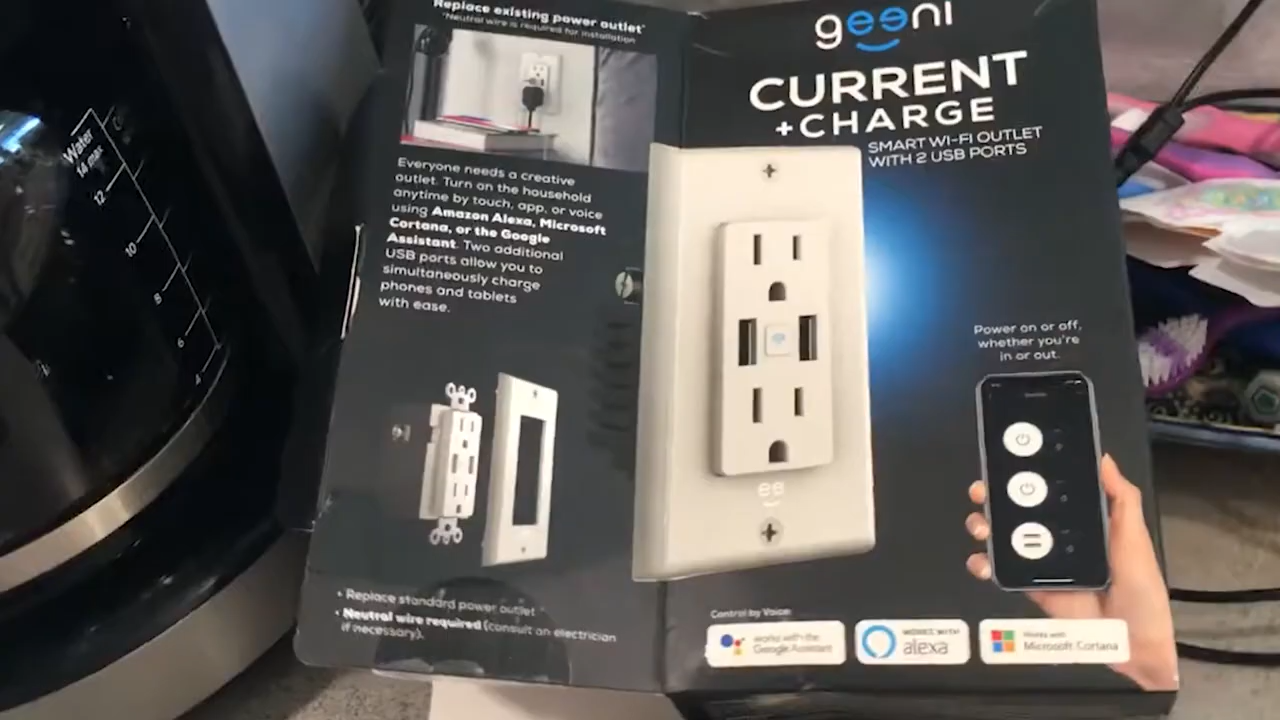 Water
14 max
12
10
8
6
4
Replace existing power outlet*
*Neutral wire is required for installation
Everyone needs a creative
outlet. Turn on the household
anytime by touch, app, or voice
using Amazon Alexa, Microsoft
Cortana, or the Google
Assistant. Two additional
USB ports allow you to
simultaneously charge
phones and tablets
with ease.
• Replace standard power outlet
• Neutral wire required (consult an electrician
if necessary).
geeni
CURRENT
+CHARGE
SMART WI-FI OUTLET
WITH 2 USB PORTS
ee
Power on or off,
whether you're
in or out.
Control by Voice:
works with the
Google Assistant
WORKS WITH
alexa
Works with
Microsoft Cortana